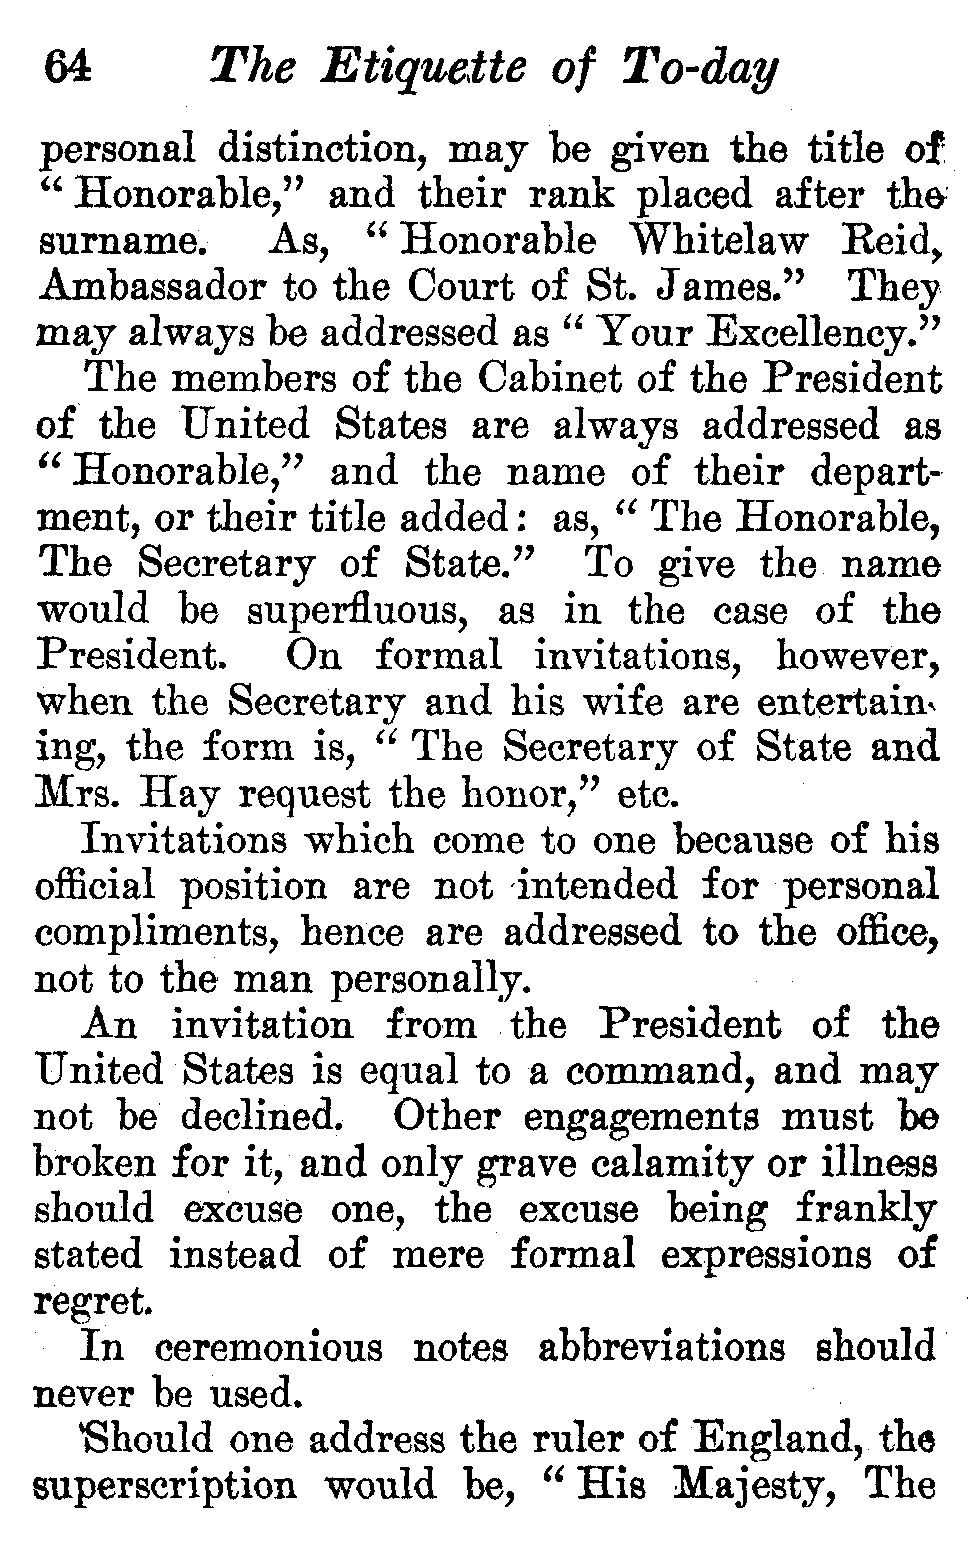 64 The Etiquette of To-day
personal distinction, may be given the title of
“ Honorable,” and their rank placed after the
surname. As, “ Honorable Whitelaw Reid,
Ambassador to the Court of St. James.” They
may always be addressed as “ Your Excellency.”
The members of the Cabinet of the President
of the United States are always addressed as
“ Honorable,” and the name of their depart-
ment, or their title added: as, “ The Honorable,
The Secretary of State.” To give the name
would be superfluous, as in the case of the
President. On formal invitations, however,
when the Secretary and his wife are entertain-
ing, the form is, “ The Secretary of State and
Mrs. Hay request the honor,” etc.
Invitations which come to one because of his
official position are not intended for personal
compliments, hence are addressed to the office,
not to the man personally.
An invitation from the President of the
United States is equal to a command, and may
not be declined. Other engagements must be
broken for it, and only grave calamity or illness
should excuse one, the excuse being frankly
stated instead of mere formal expressions of
regret.
In ceremonious notes abbreviations should
never be used.
Should one address the ruler of England, the
superscription would be, “ His Majesty, The